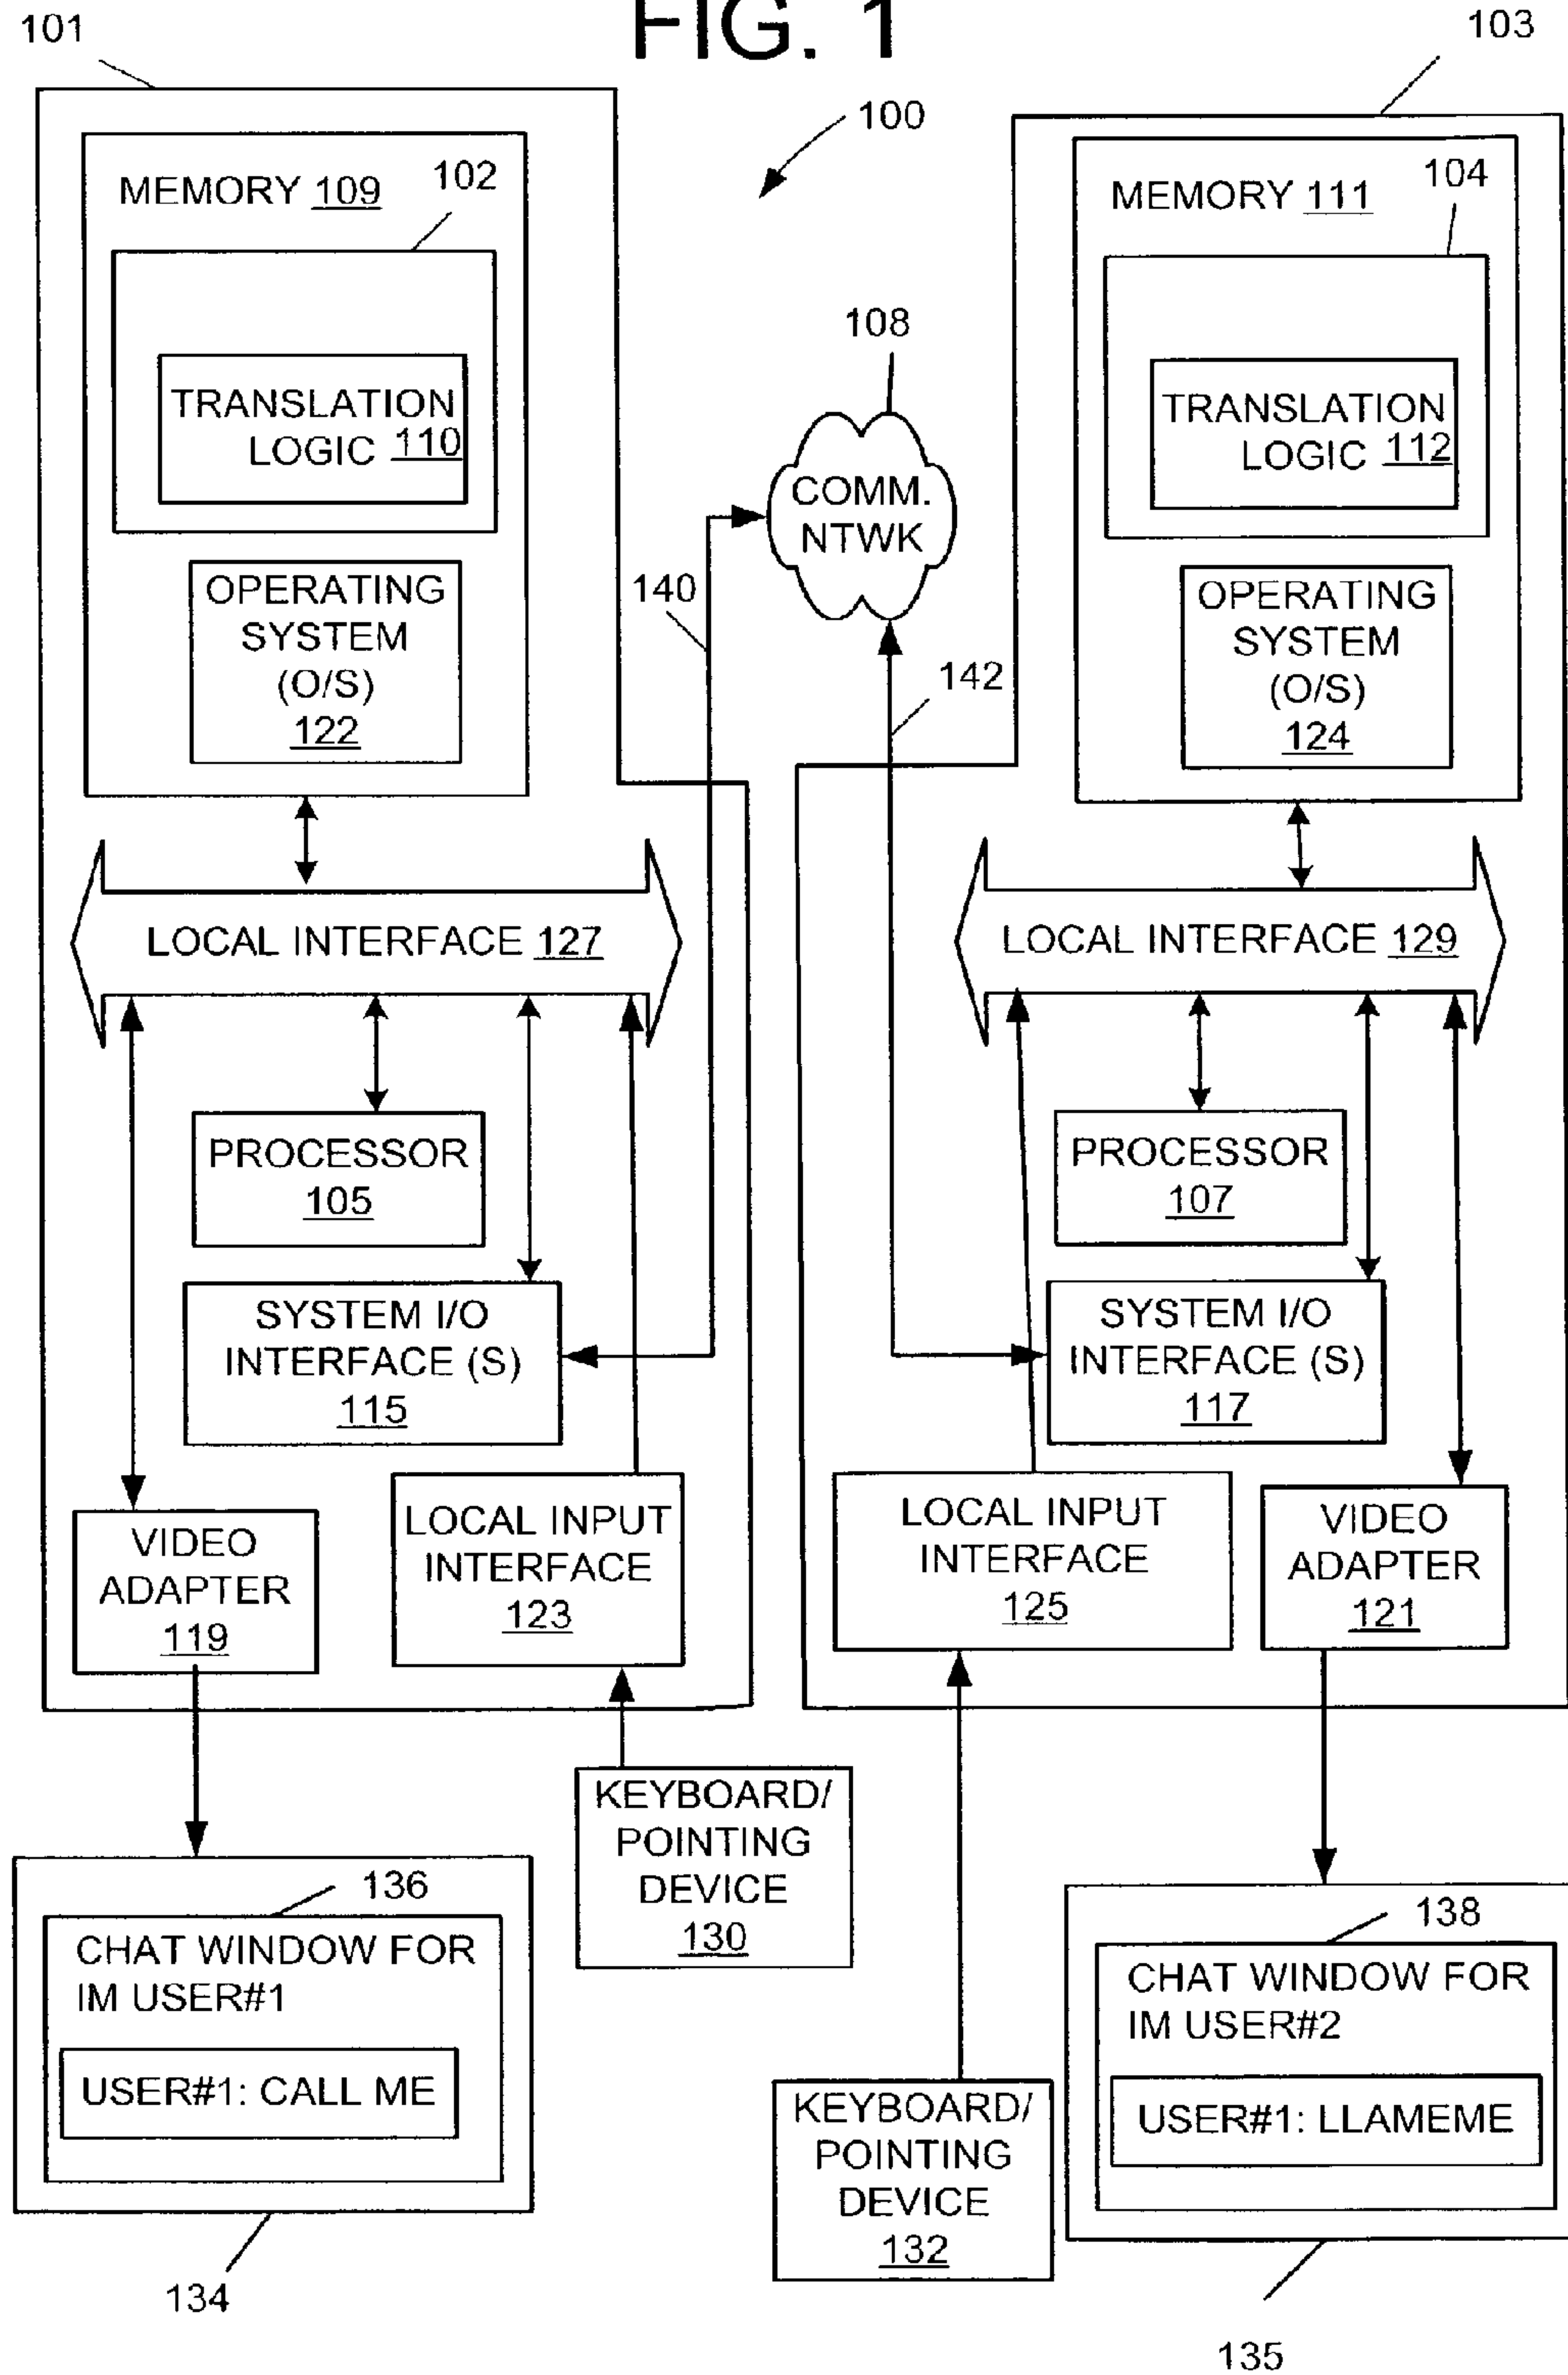 FIG. 1
101
103
100
MEMORY 109
102
TRANSLATION
LOGIC 110
OPERATING
SYSTEM
(O/S)
122
108
COMM.
NTWK
140
142
MEMORY 111
104
TRANSLATION
LOGIC 112
OPERATING
SYSTEM
(O/S)
124
LOCAL INTERFACE 127
LOCAL INTERFACE 129
PROCESSOR
105
PROCESSOR
107
SYSTEM I/O
INTERFACE (S)
115
SYSTEM I/O
INTERFACE (S)
117
VIDEO
ADAPTER
119
LOCAL INPUT
INTERFACE
123
LOCAL INPUT
INTERFACE
125
VIDEO
ADAPTER
121
KEYBOARD/
POINTING
DEVICE
130
136
CHAT WINDOW FOR
IM USER#1
USER#1: CALL ME
134
KEYBOARD/
POINTING
DEVICE
132
138
CHAT WINDOW FOR
IM USER#2
USER#1: LLAMEME
135